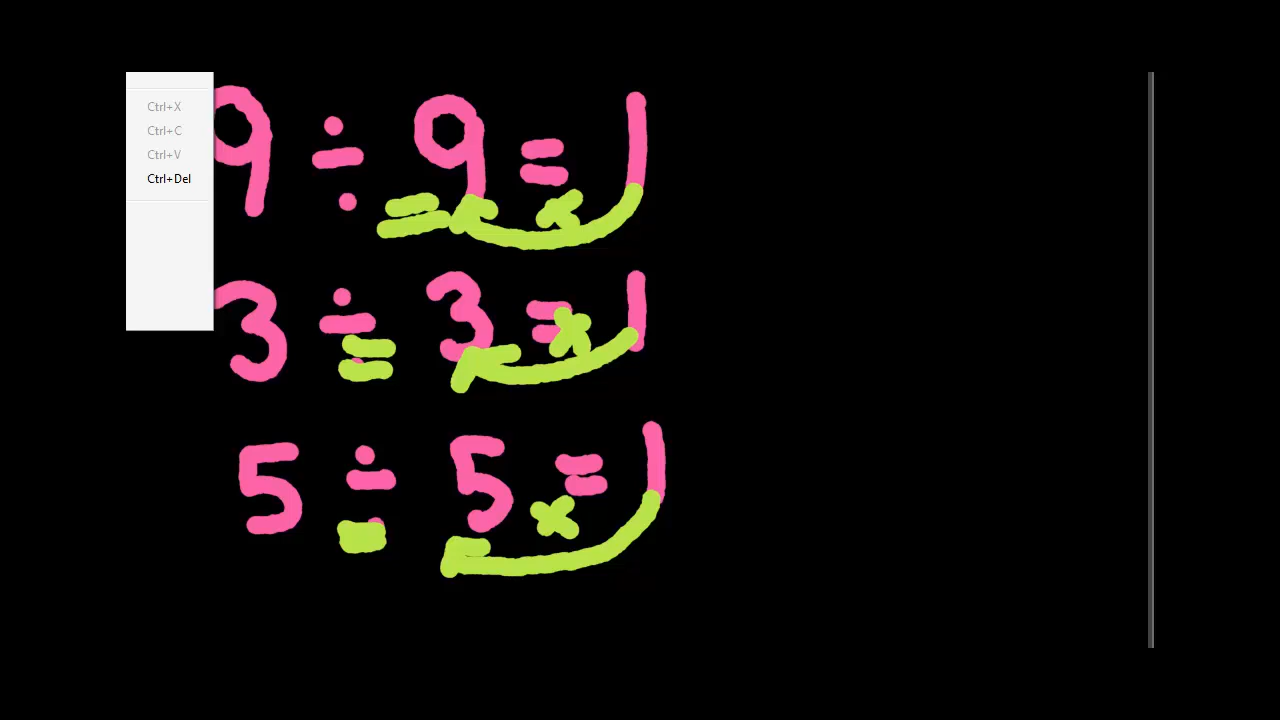 Ctrl+X
Ctrl+C
Ctrl+V
Ctrl+Del
9 ÷ 9 = 1
= ×
3 ÷ 3 = 1
= ×
5 ÷ 5 = 1
= ×